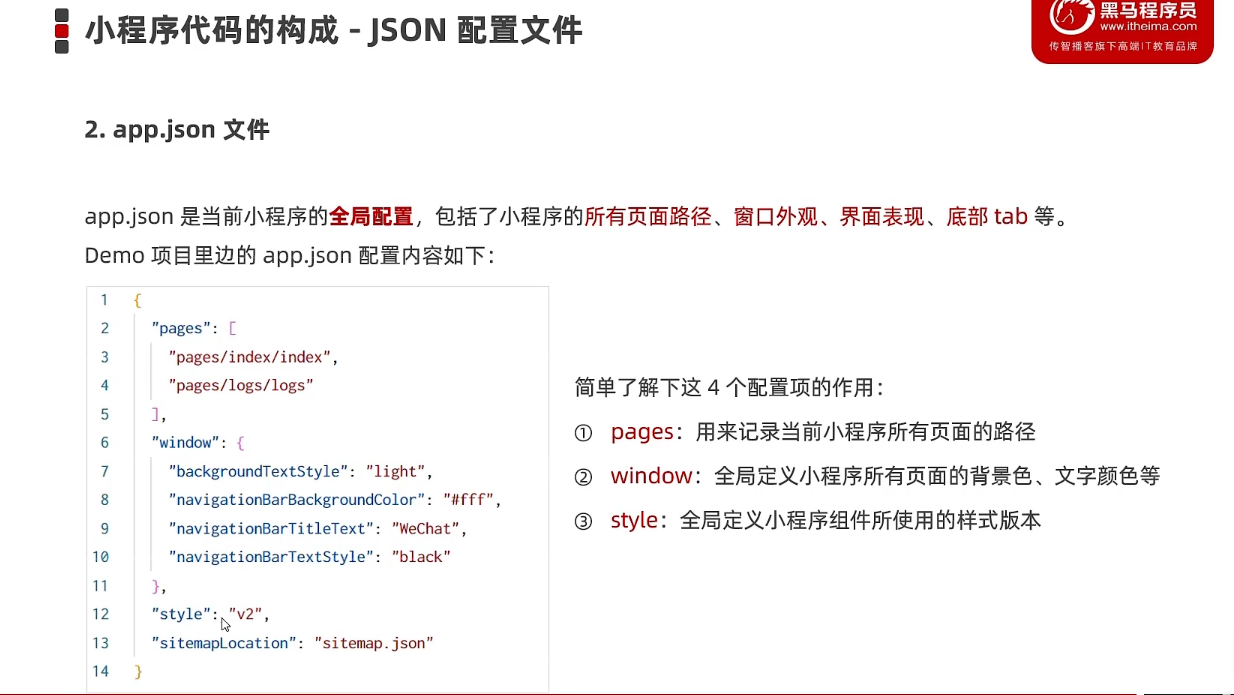 小程序代码的构成 - JSON 配置文件
黑马程序员
www.itheima.com
传智播客旗下高端IT教育品牌
2. app.json 文件
app.json 是当前小程序的全局配置，包括了小程序的所有页面路径、窗口外观、界面表现、底部 tab 等。
Demo 项目里边的 app.json 配置内容如下：
1 {
2 "pages": [
3 "pages/index/index",
4 "pages/logs/logs"
5 ],
6 "window": {
7 "backgroundTextStyle": "light",
8 "navigationBarBackgroundColor": "#fff",
9 "navigationBarTitleText": "WeChat",
10 "navigationBarTextStyle": "black"
11 },
12 "style": "v2",
13 "sitemapLocation": "sitemap.json"
14 }
简单了解下这 4 个配置项的作用：
① pages：用来记录当前小程序所有页面的路径
② window：全局定义小程序所有页面的背景色、文字颜色等
③ style：全局定义小程序组件所使用的样式版本